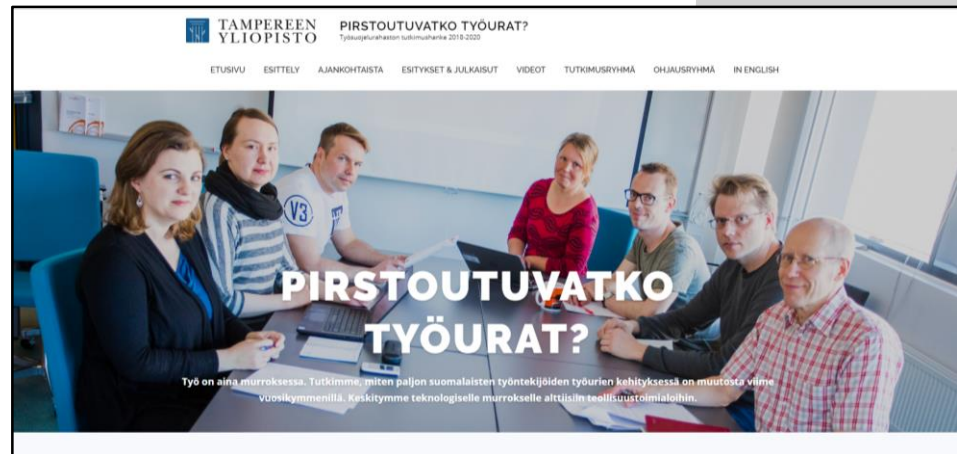 TAMPEREEN
YLIOPISTO
PIRSTOUTUVATKO TYÖURAT?
Työsuojelurahaston tutkimushanke 2018-2020
ETUSIVU ESITTELY AJANKOHTAISTA ESITYKSET & JULKAISUT VIDEOT TUTKIMUSRYHMÄ OHJAUSRYHMÄ IN ENGLISH
V3
PIRSTOUTUVATKO
TYÖURAT?
Työ on aina murroksessa. Tutkimme, miten paljon suomalaisten työntekijöiden työurien kehityksessä on muutosta viime
vuosikymmenillä. Keskitymme teknologiselle murrokselle alttiisiin teollisuustoimialoihin.